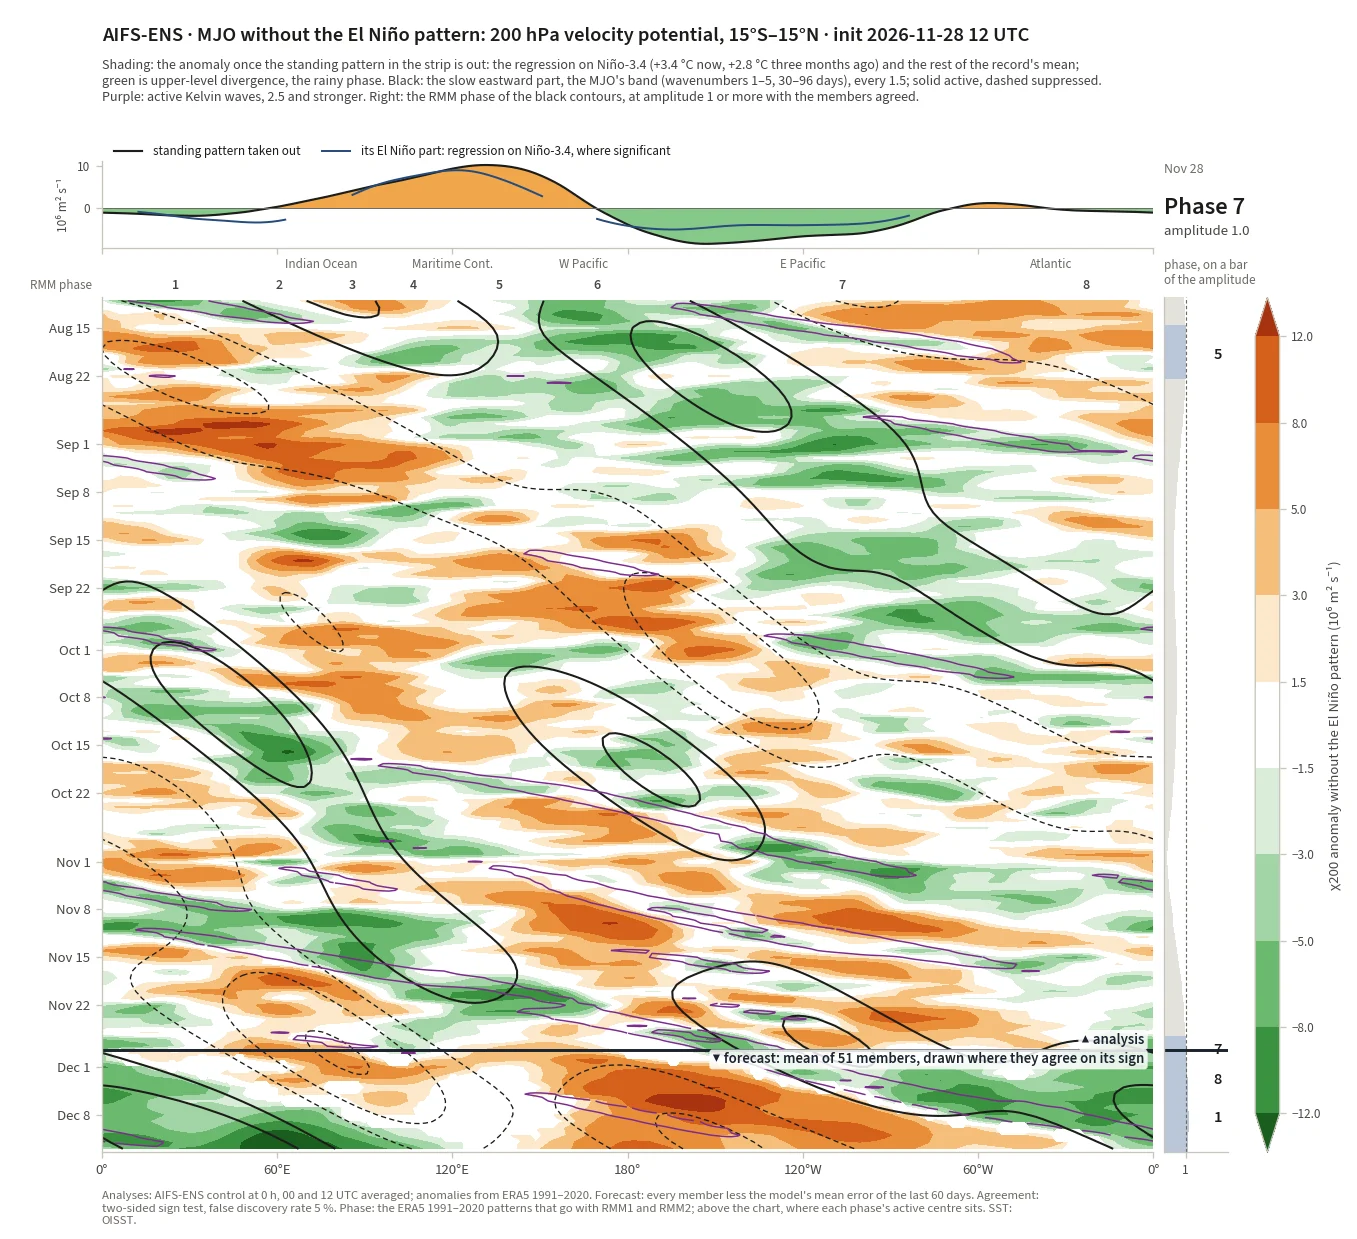 AIFS-ENS · MJO without the El Niño pattern: 200 hPa velocity potential, 15°S–15°N · init 2026-11-28 12 UTC
Shading: the anomaly once the standing pattern in the strip is out: the regression on Niño-3.4 (+3.4 °C now, +2.8 °C three months ago) and the rest of the record's mean;
green is upper-level divergence, the rainy phase. Black: the slow eastward part, the MJO's band (wavenumbers 1–5, 30–96 days), every 1.5; solid active, dashed suppressed.
Purple: active Kelvin waves, 2.5 and stronger. Right: the RMM phase of the black contours, at amplitude 1 or more with the members agreed.
standing pattern taken out
its El Niño part: regression on Niño-3.4, where significant
10
0
10⁶ m² s⁻¹
Nov 28
Phase 7
amplitude 1.0
Indian Ocean
Maritime Cont.
W Pacific
E Pacific
Atlantic
phase, on a bar
of the amplitude
RMM phase
1
2
3
4
5
6
7
8
Aug 15
Aug 22
Sep 1
Sep 8
Sep 15
Sep 22
Oct 1
Oct 8
Oct 15
Oct 22
Nov 1
Nov 8
Nov 15
Nov 22
Dec 1
Dec 8
▲ analysis
▼ forecast: mean of 51 members, drawn where they agree on its sign
5
7
8
1
0°
60°E
120°E
180°
120°W
60°W
0°
1
12.0
8.0
5.0
3.0
1.5
−1.5
−3.0
−5.0
−8.0
−12.0
χ200 anomaly without the El Niño pattern (10⁶ m² s⁻¹)
Analyses: AIFS-ENS control at 0 h, 00 and 12 UTC averaged; anomalies from ERA5 1991–2020. Forecast: every member less the model's mean error of the last 60 days. Agreement:
two-sided sign test, false discovery rate 5 %. Phase: the ERA5 1991–2020 patterns that go with RMM1 and RMM2; above the chart, where each phase's active centre sits. SST:
OISST.